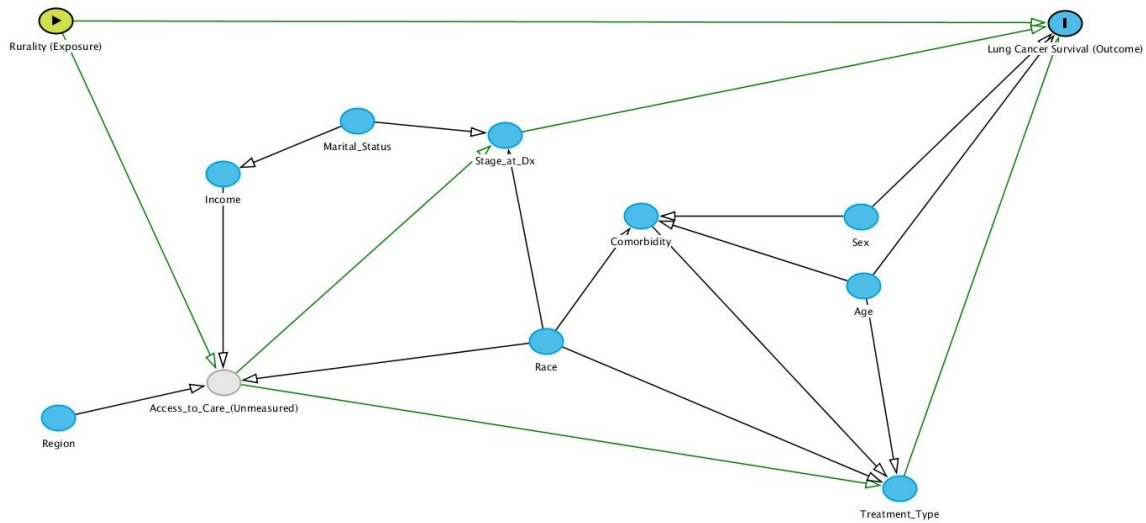 Rurality (Exposure)
Lung Cancer Survival (Outcome)
Marital_Status
Stage_at_Dx
Income
Comorbidity
Sex
Age
Race
Access_to_Care_(Unmeasured)
Region
Treatment_Type